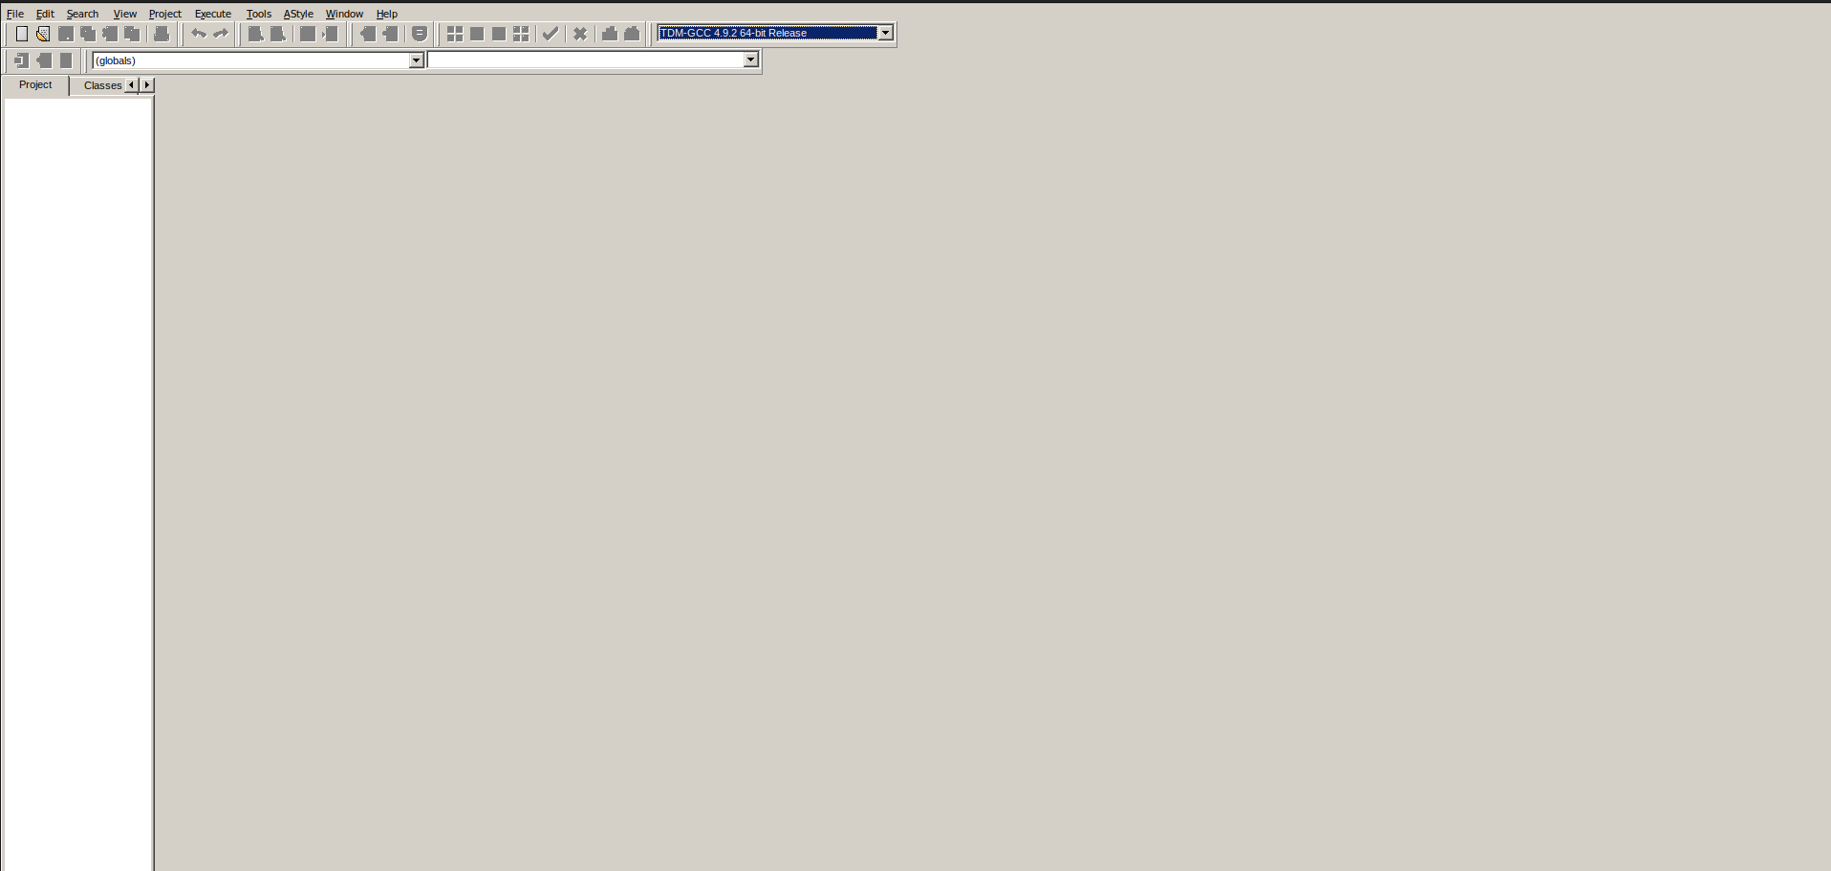 File Edit Search View Project Execute Tools AStyle Window Help
TDM-GCC 4.9.2 64-bit Release
(globals)
Project Classes